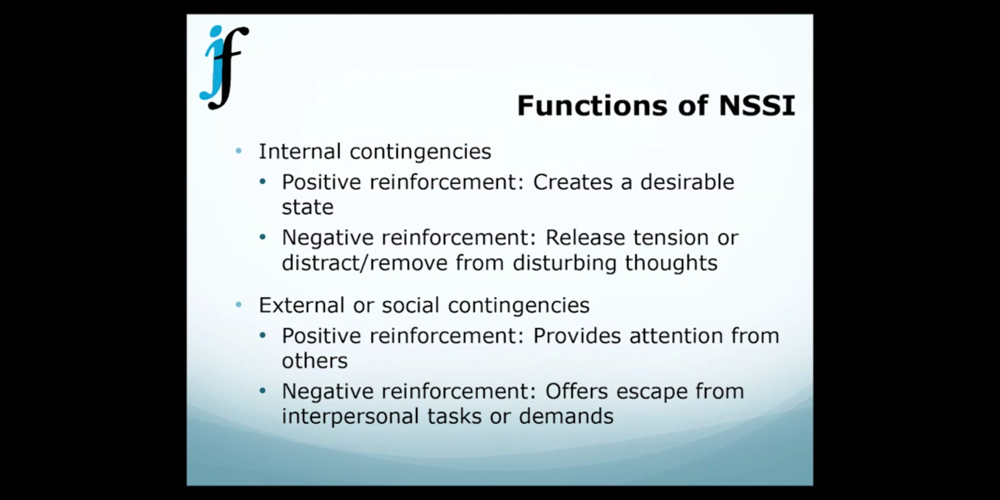 jf
Functions of NSSI
• Internal contingencies
• Positive reinforcement: Creates a desirable
state
• Negative reinforcement: Release tension or
distract/remove from disturbing thoughts
• External or social contingencies
• Positive reinforcement: Provides attention from
others
• Negative reinforcement: Offers escape from
interpersonal tasks or demands